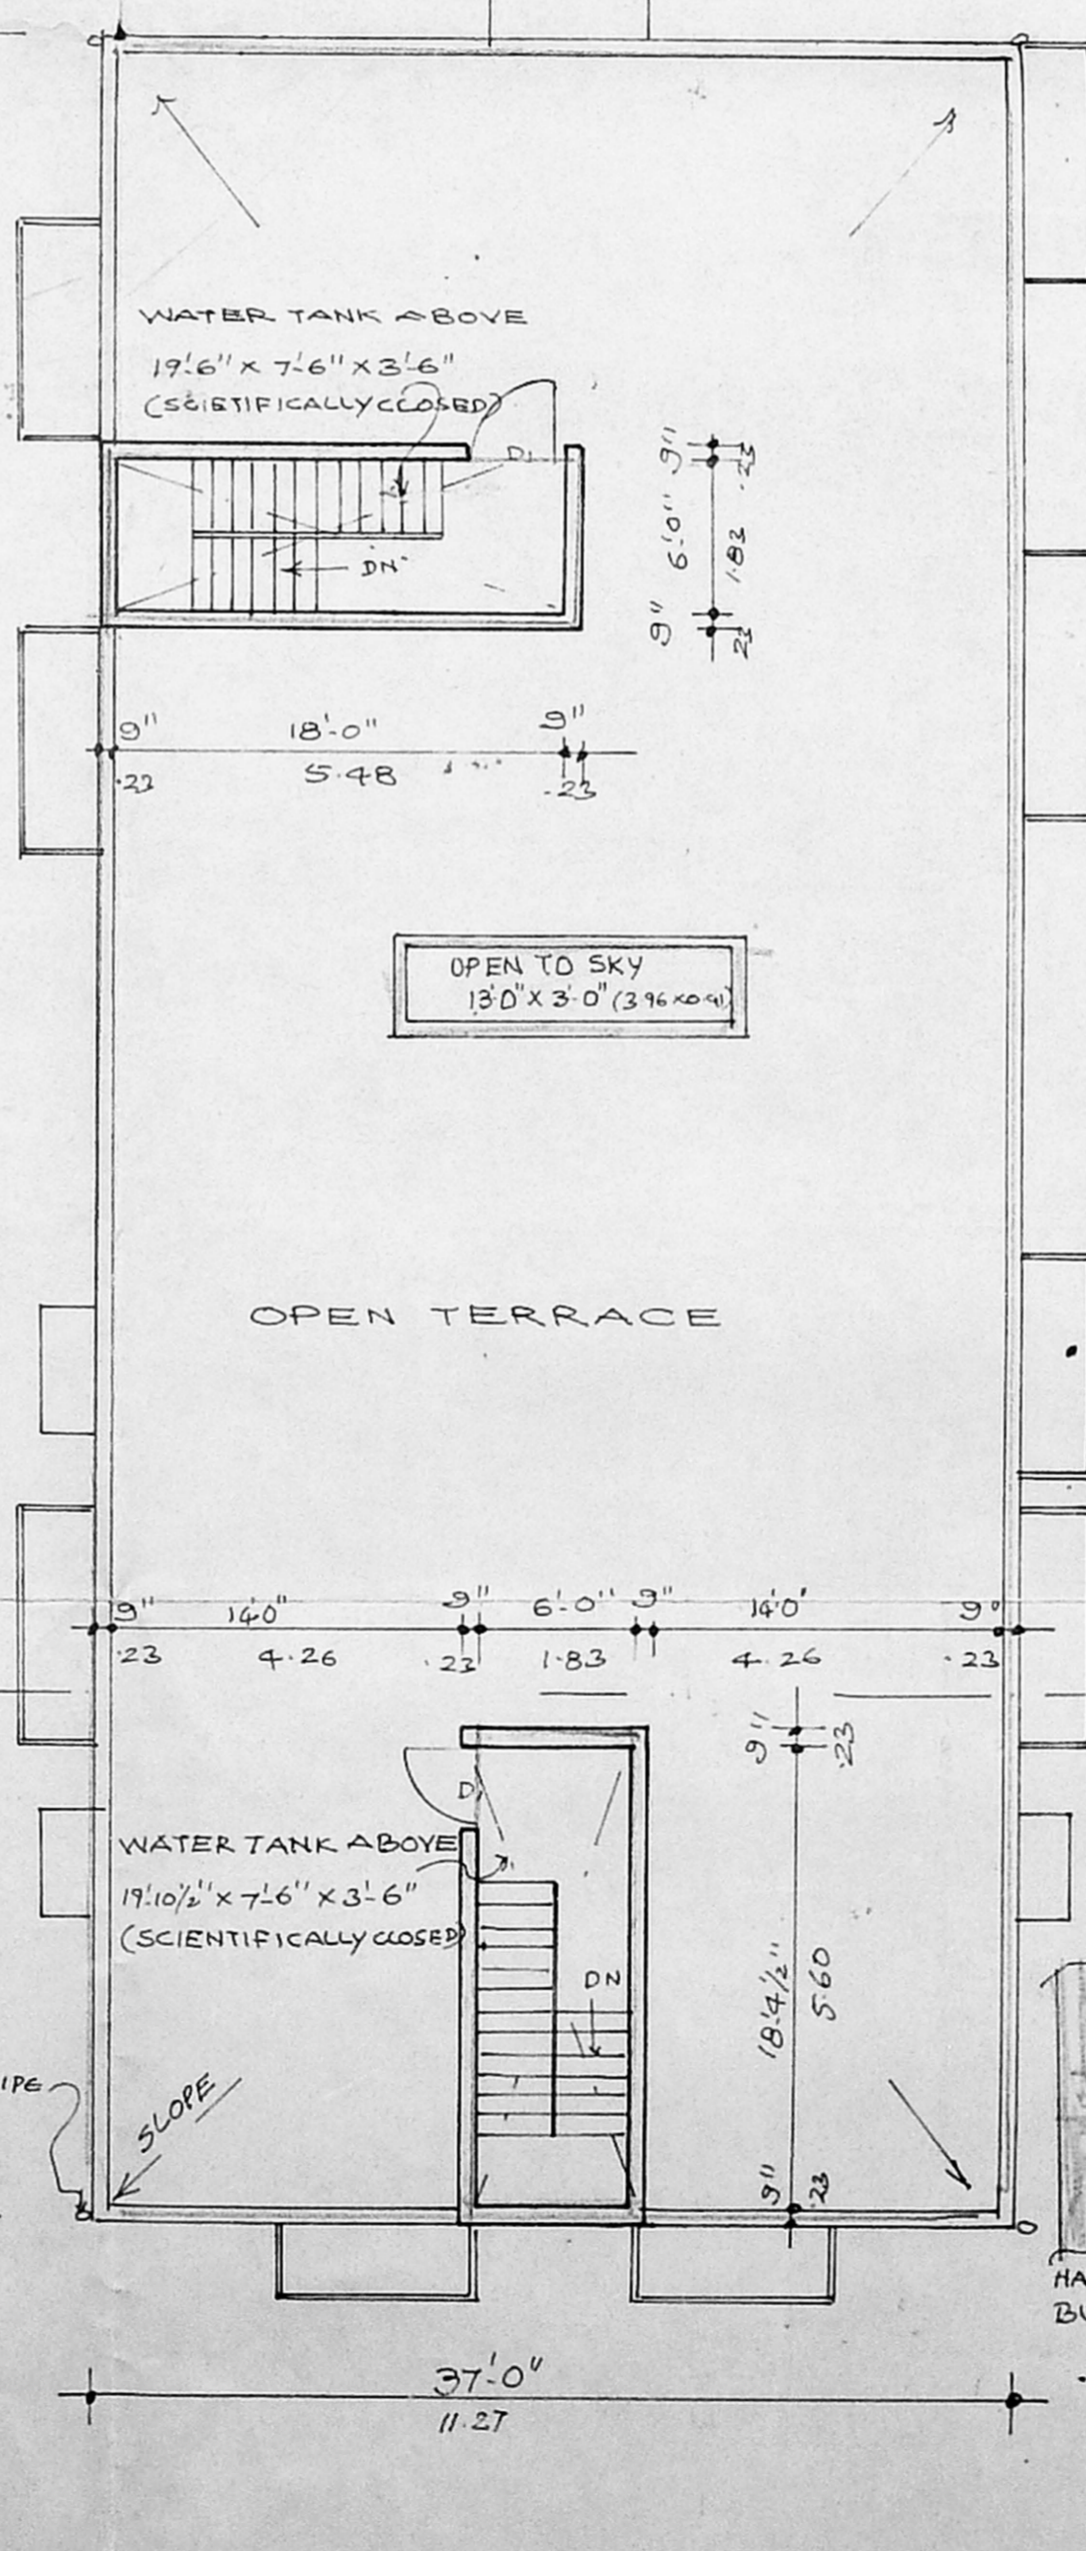 WATER TANK ABOVE
19'-6" x 7'-6" x 3'-6"
(SCIETIFICALLY CLOSED)
D1
DN
9"
.23
6'-0"
1.83
9"
23
9"
18'-0"
9"
.23
5.48
.23
OPEN TO SKY
13'0" X 3'-0" (3.96 x 0.91)
OPEN TERRACE
9"
14'0"
9"
6'-0"
9"
14'0'
9"
.23
4.26
.23
1.83
4.26
.23
9"
.23
D
WATER TANK ABOVE
19'-10½" x 7'-6" x 3'-6"
(SCIENTIFICALLY CLOSED)
DN
18'-4½"
5.60
IPE
SLOPE
9"
23
HA
BU
37'-0"
11.27